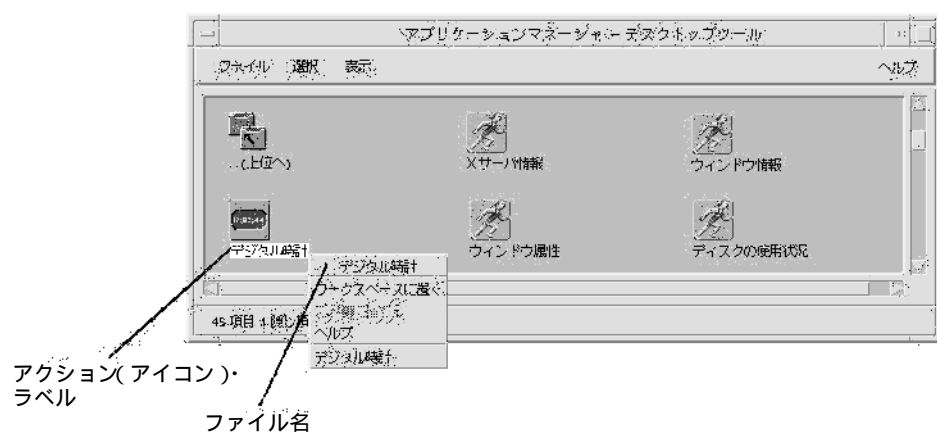 アプリケーションマネージャ - デスクトップツール
ファイル 選択 表示 ヘルプ
..(上位へ) Xサーバ情報 ウィンドウ情報
デジタル時計 ウィンドウ属性 ディスクの使用状況
デジタル時計
ワークスペースに置く
ヘルプ
デジタル時計
45 項目 4 隠し項
アクション(アイコン)・
ラベル
ファイル名